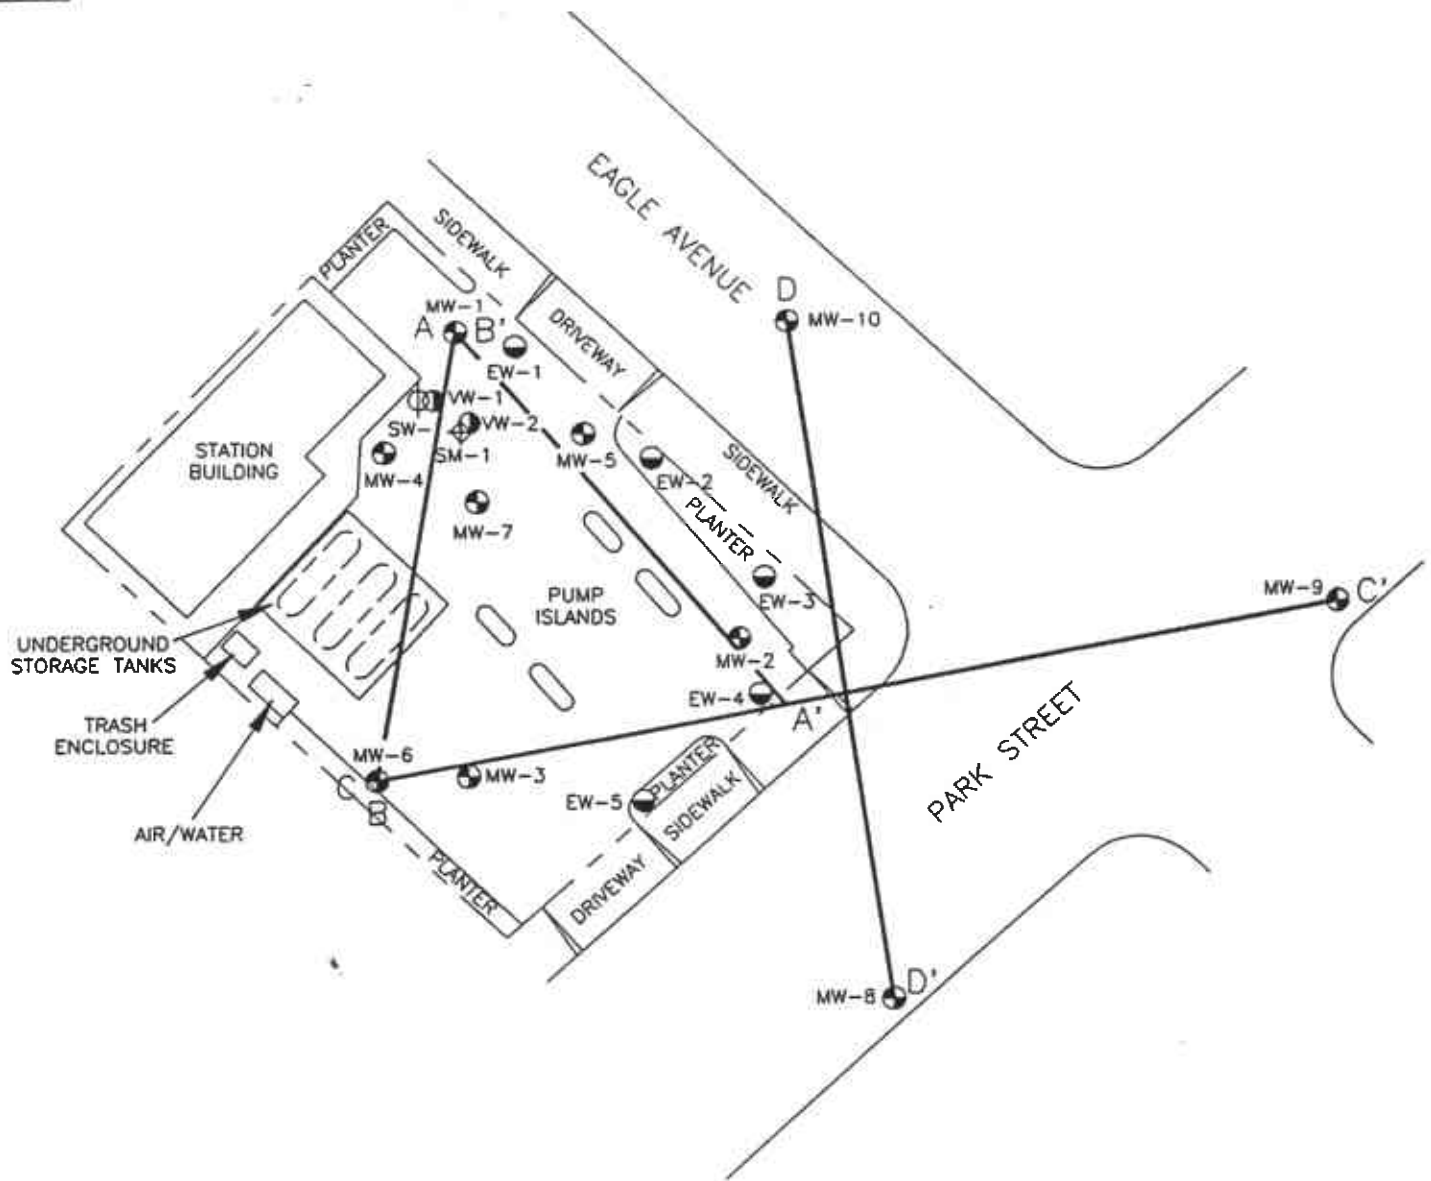 EAGLE AVENUE
SIDEWALK
PLANTER
D
MW-10
MW-1
A
B'
DRIVEWAY
EW-1
VW-1
SW-
VW-2
SM-1
MW-4
MW-5
EW-2
SIDEWALK
STATION
BUILDING
MW-7
PLANTER
PUMP
ISLANDS
EW-3
MW-9
C'
UNDERGROUND
STORAGE TANKS
MW-2
EW-4
A'
TRASH
ENCLOSURE
MW-6
MW-3
C
B
PLANTER
SIDEWALK
EW-5
PARK STREET
AIR/WATER
PLANTER
DRIVEWAY
MW-8
D'